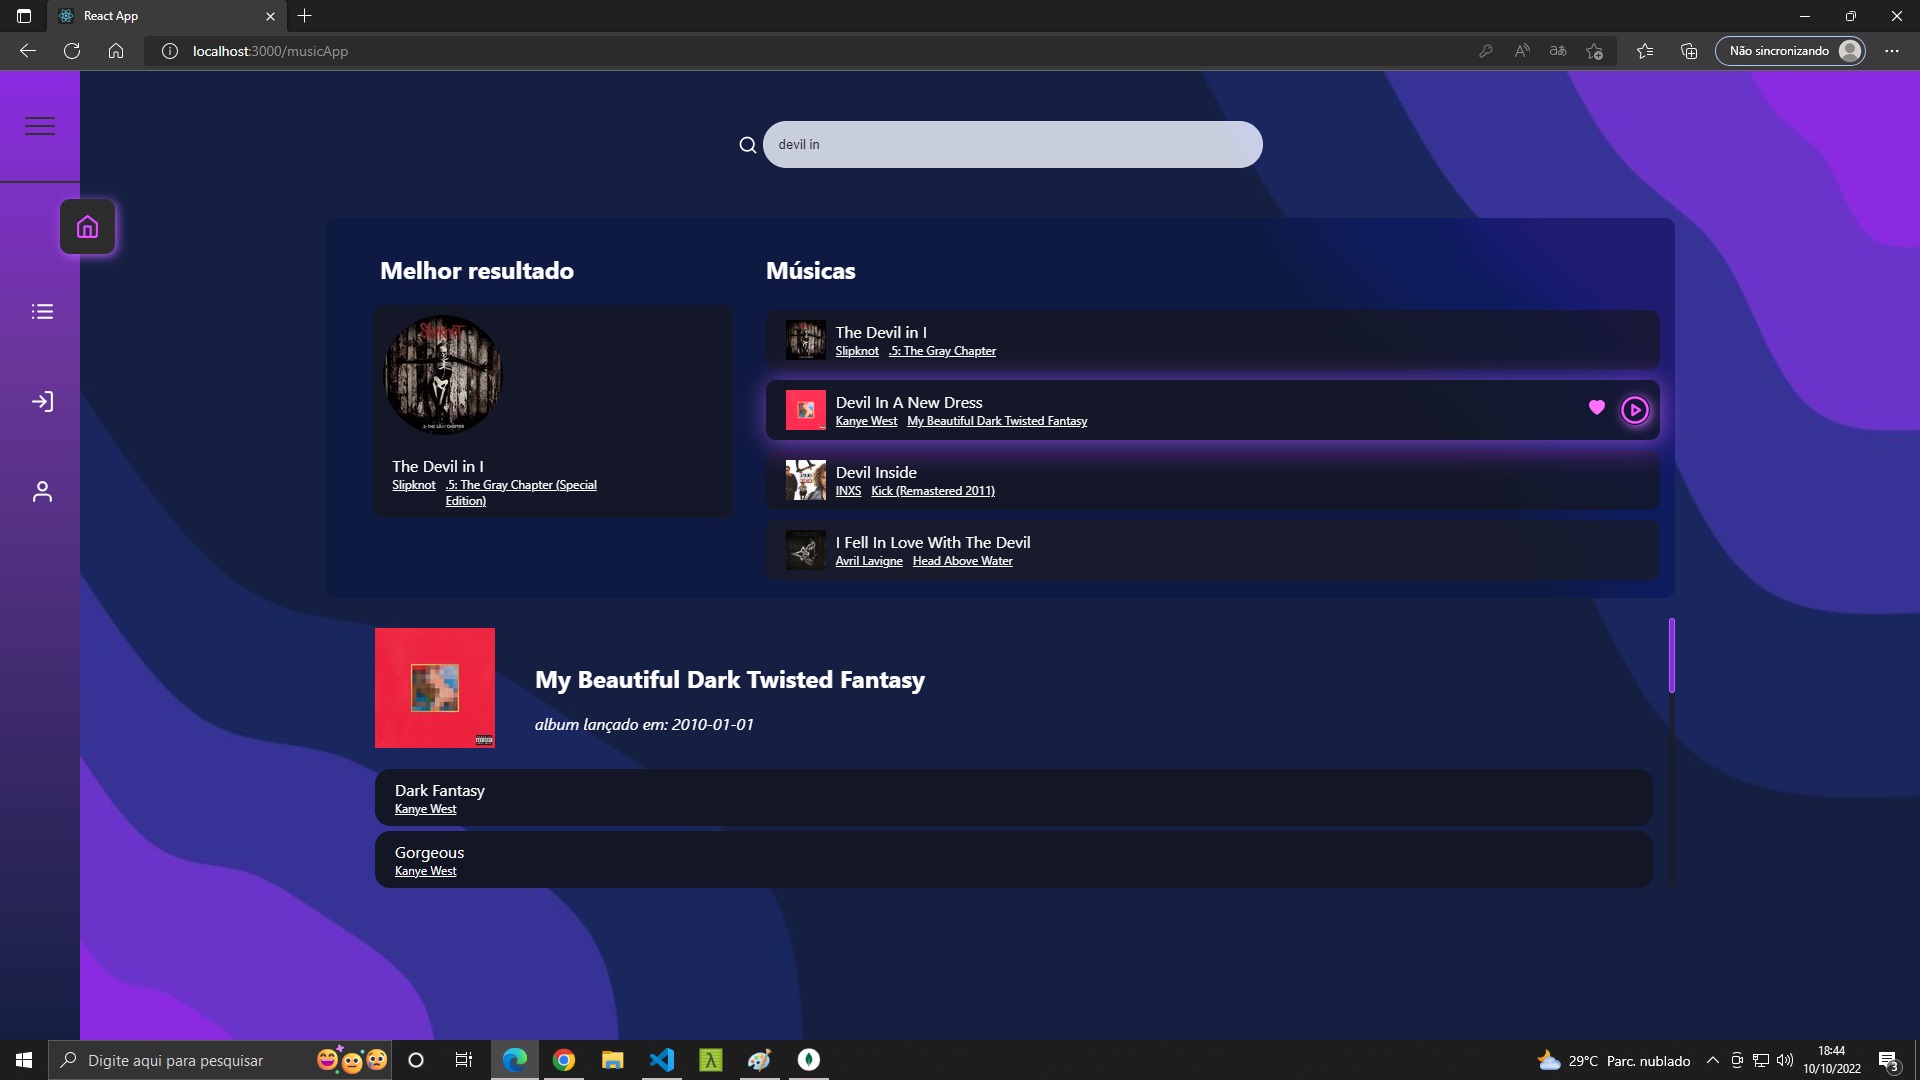 React App
localhost:3000/musicApp
Não sincronizando
devil in
Melhor resultado
The Devil in I
Slipknot .5: The Gray Chapter (Special
Edition)
Músicas
The Devil in I
Slipknot .5: The Gray Chapter
Devil In A New Dress
Kanye West My Beautiful Dark Twisted Fantasy
Devil Inside
INXS Kick (Remastered 2011)
I Fell In Love With The Devil
Avril Lavigne Head Above Water
My Beautiful Dark Twisted Fantasy
album lançado em: 2010-01-01
Dark Fantasy
Kanye West
Gorgeous
Kanye West
Digite aqui para pesquisar
29°C Parc. nublado
18:44
10/10/2022
3